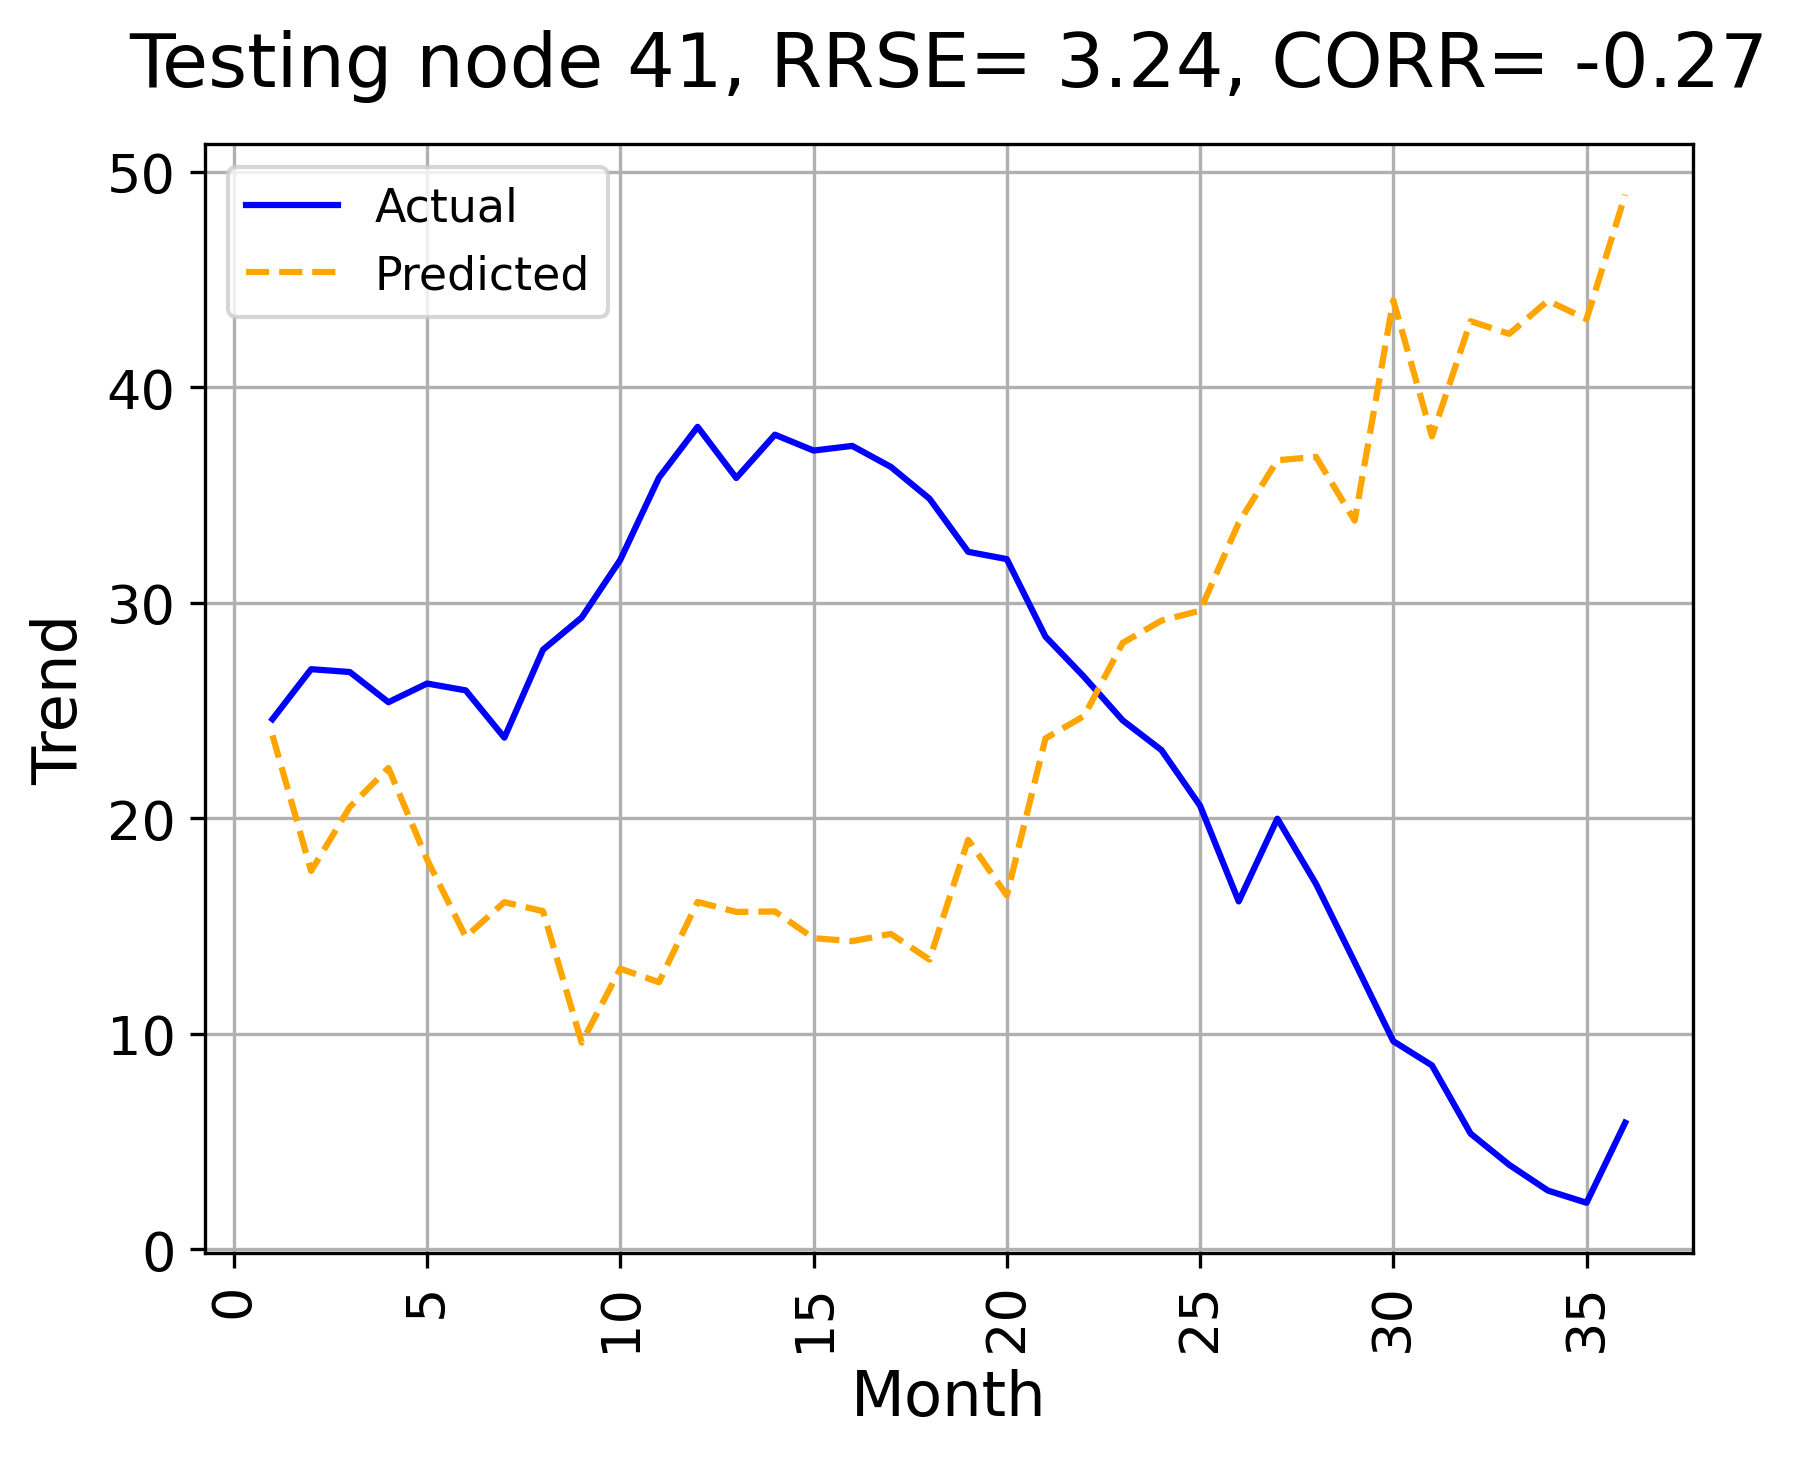 Testing node 41, RRSE= 3.24, CORR= -0.27
Actual
Predicted
Trend
50
40
30
20
10
0
0 5 10 15 20 25 30 35
Month